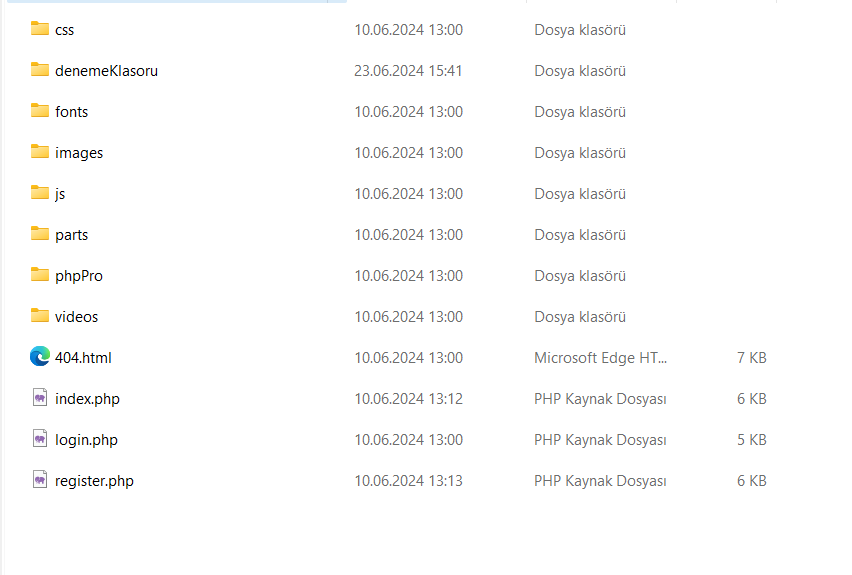 css 10.06.2024 13:00 Dosya klasörü
denemeKlasoru 23.06.2024 15:41 Dosya klasörü
fonts 10.06.2024 13:00 Dosya klasörü
images 10.06.2024 13:00 Dosya klasörü
js 10.06.2024 13:00 Dosya klasörü
parts 10.06.2024 13:00 Dosya klasörü
phpPro 10.06.2024 13:00 Dosya klasörü
videos 10.06.2024 13:00 Dosya klasörü
404.html 10.06.2024 13:00 Microsoft Edge HT... 7 KB
index.php 10.06.2024 13:12 PHP Kaynak Dosyası 6 KB
login.php 10.06.2024 13:00 PHP Kaynak Dosyası 5 KB
register.php 10.06.2024 13:13 PHP Kaynak Dosyası 6 KB